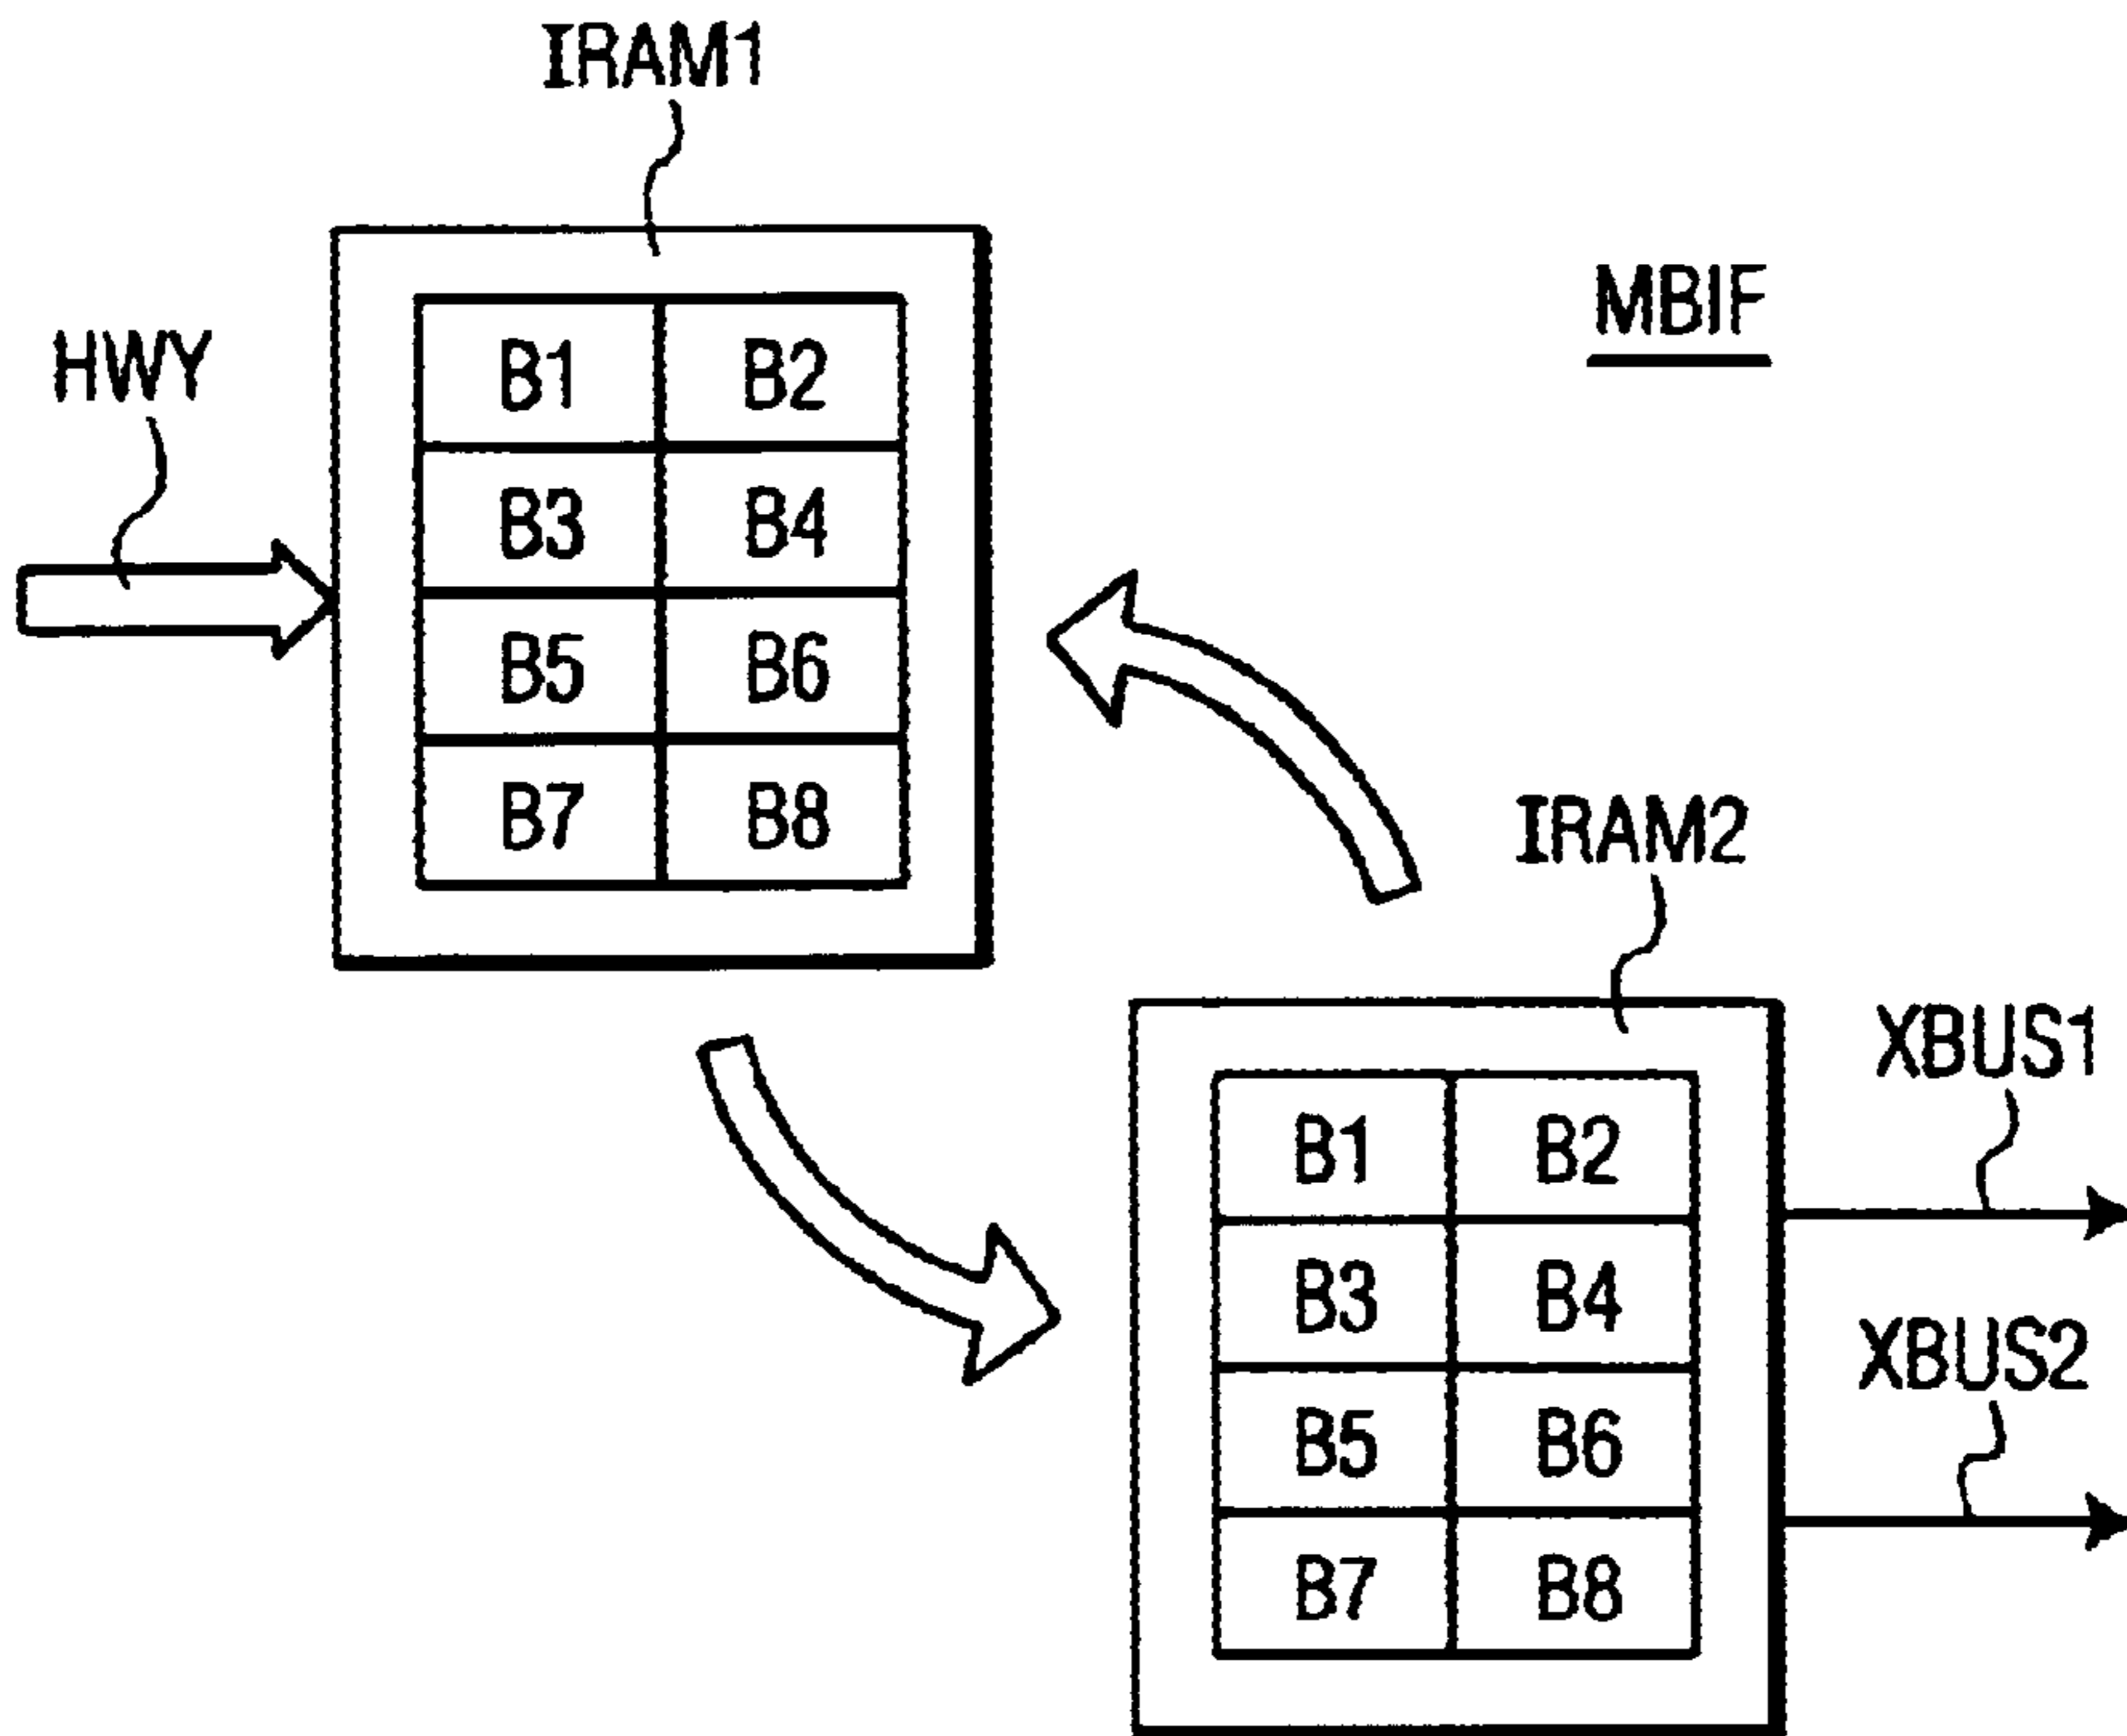 IRAM1
MBIF
HWY
B1 B2
B3 B4
B5 B6
B7 B8
IRAM2
XBUS1
B1 B2
B3 B4
XBUS2
B5 B6
B7 B8